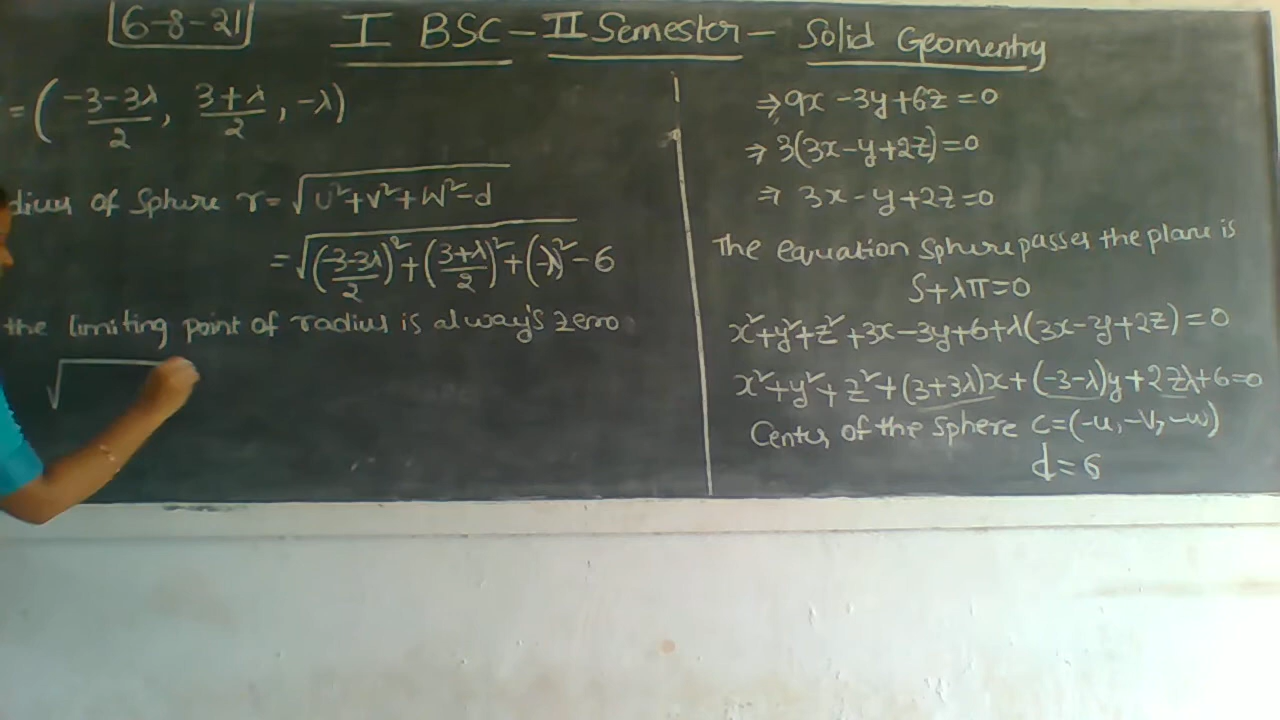 6-8-21
I BSC - II Semester - Solid Geomentry
= (-3-3λ/2, 3+λ/2, -λ)
dius of Sphere r = √u²+v²+w²-d
= √(-3-3λ/2)²+(3+λ/2)²+(-λ)²-6
the limiting point of radius is alway's zero
√
⇒ 9x -3y+6z =0
⇒ 3(3x-y+2z)=0
⇒ 3x-y+2z=0
The equation sphere passes the plane is
S+λπ=0
x²+y²+z²+3x-3y+6+λ(3x-y+2z)=0
x²+y²+z²+(3+3λ)x+(-3-λ)y+2zλ+6=0
Center of the sphere c=(-u,-v,-w)
d=6